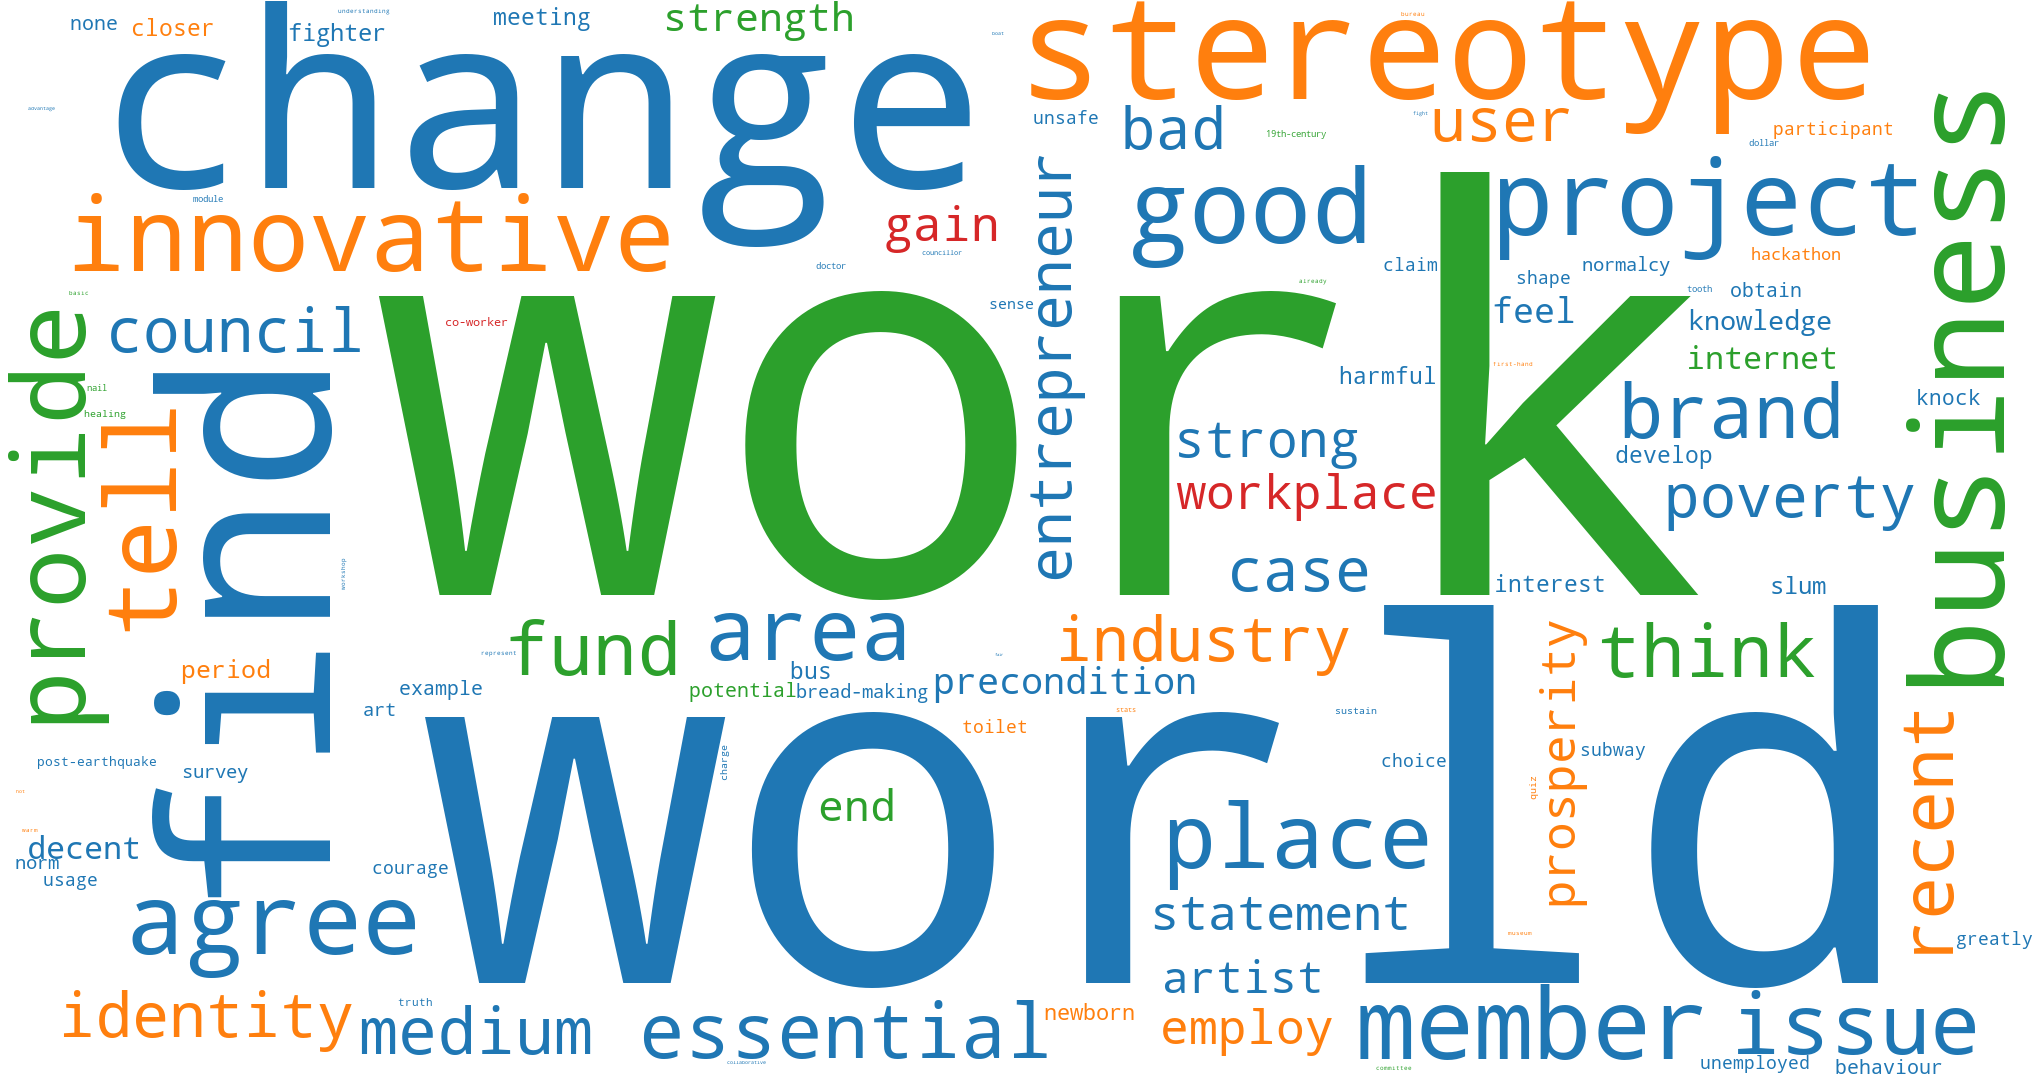 understanding
none
closer
fighter
meeting
strength
change
stereotype
bureau
boat
advantage
unsafe
bad
19th-century
fight
user
participant
dollar
business
module
innovative
gain
councillor
doctor
entrepreneur
good
project
hackathon
claim
shape
normalcy
already
tooth
obtain
basic
provide
council
co-worker
sense
work
feel
knowledge
internet
first-hand
harmful
nail
healing
tell
find
brand
knock
strong
develop
workplace
poverty
workshop
case
interest
slum
fund
area
industry
think
represent
bus
period
example
potential
bread-making
precondition
prosperity
recent
art
toilet
stats
sustain
world
post-earthquake
survey
charge
choice
subway
quiz
end
place
warm
decent
norm
usage
courage
agree
statement
museum
greatly
artist
identity
truth
medium
essential
newborn
employ
member
issue
collaborative
committee
unemployed
behaviour